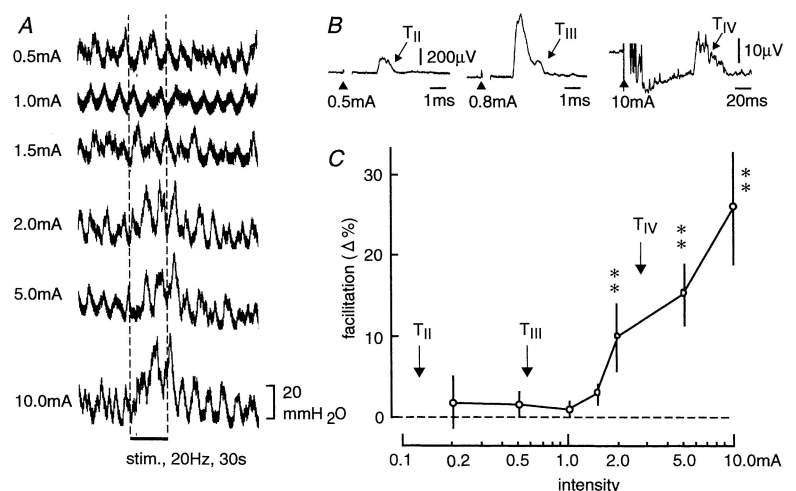 A
0.5mA
1.0mA
1.5mA
2.0mA
5.0mA
10.0mA
20
mmH2O
stim., 20Hz, 30s
B
TII
200µV
0.5mA
1ms
TIII
0.8mA
1ms
TIV
10µV
10mA
20ms
C
facilitation (Δ%)
30
20
10
0
TII
TIII
**
TIV
**
**
0.1 0.2 0.5 1.0 2.0 5.0 10.0mA
intensity